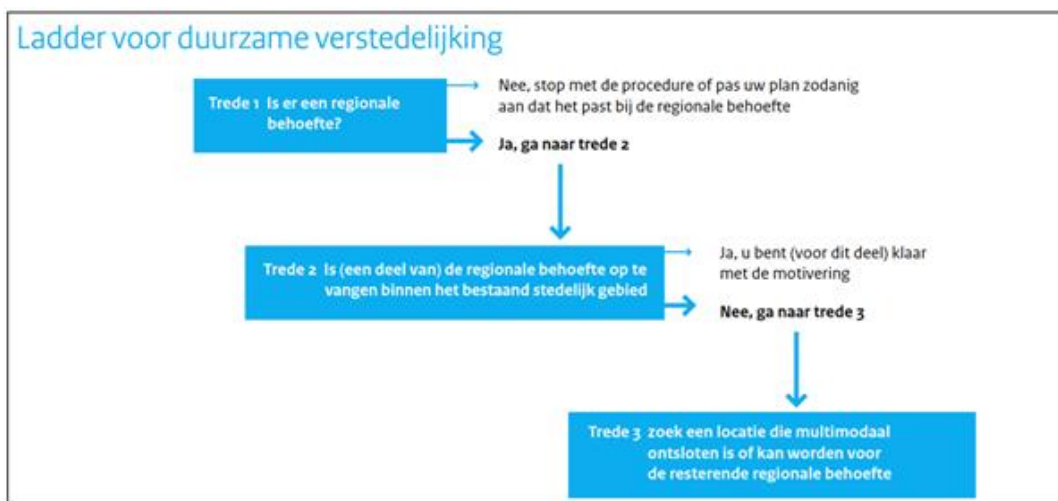 Ladder voor duurzame verstedelijking
Trede 1 Is er een regionale
behoefte?
Nee, stop met de procedure of pas uw plan zodanig
aan dat het past bij de regionale behoefte
Ja, ga naar trede 2
Trede 2 Is (een deel van) de regionale behoefte op te
vangen binnen het bestaand stedelijk gebied
Ja, u bent (voor dit deel) klaar
met de motivering
Nee, ga naar trede 3
Trede 3 zoek een locatie die multimodaal
ontsloten is of kan worden voor
de resterende regionale behoefte